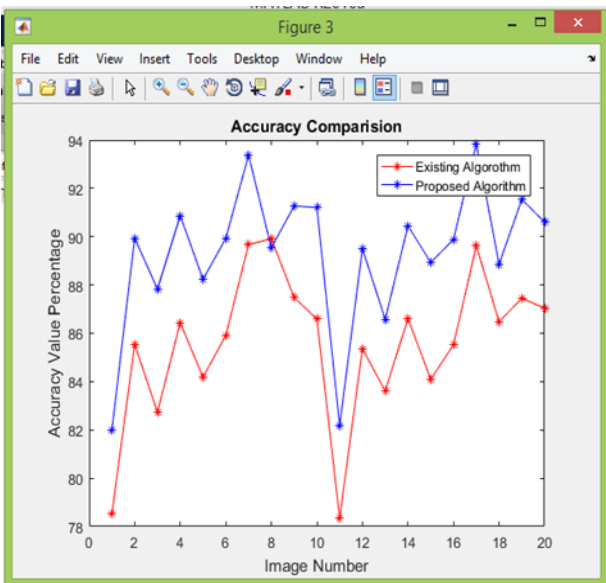 Figure 3
File Edit View Insert Tools Desktop Window Help
Accuracy Comparision
Existing Algorothm
Proposed Algorithm
Accuracy Value Percentage
94
92
90
88
86
84
82
80
78
0 2 4 6 8 10 12 14 16 18 20
Image Number